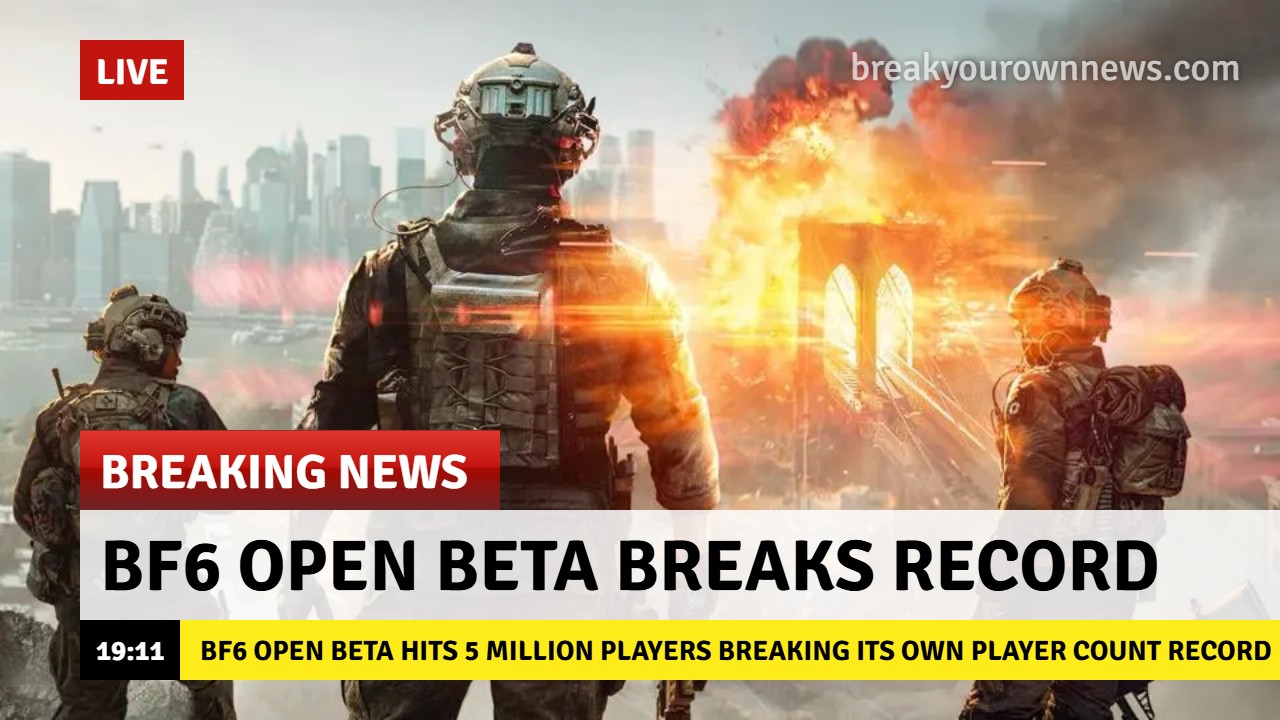 LIVE
breakyourownnews.com
BREAKING NEWS
BF6 OPEN BETA BREAKS RECORD
19:11 BF6 OPEN BETA HITS 5 MILLION PLAYERS BREAKING ITS OWN PLAYER COUNT RECORD